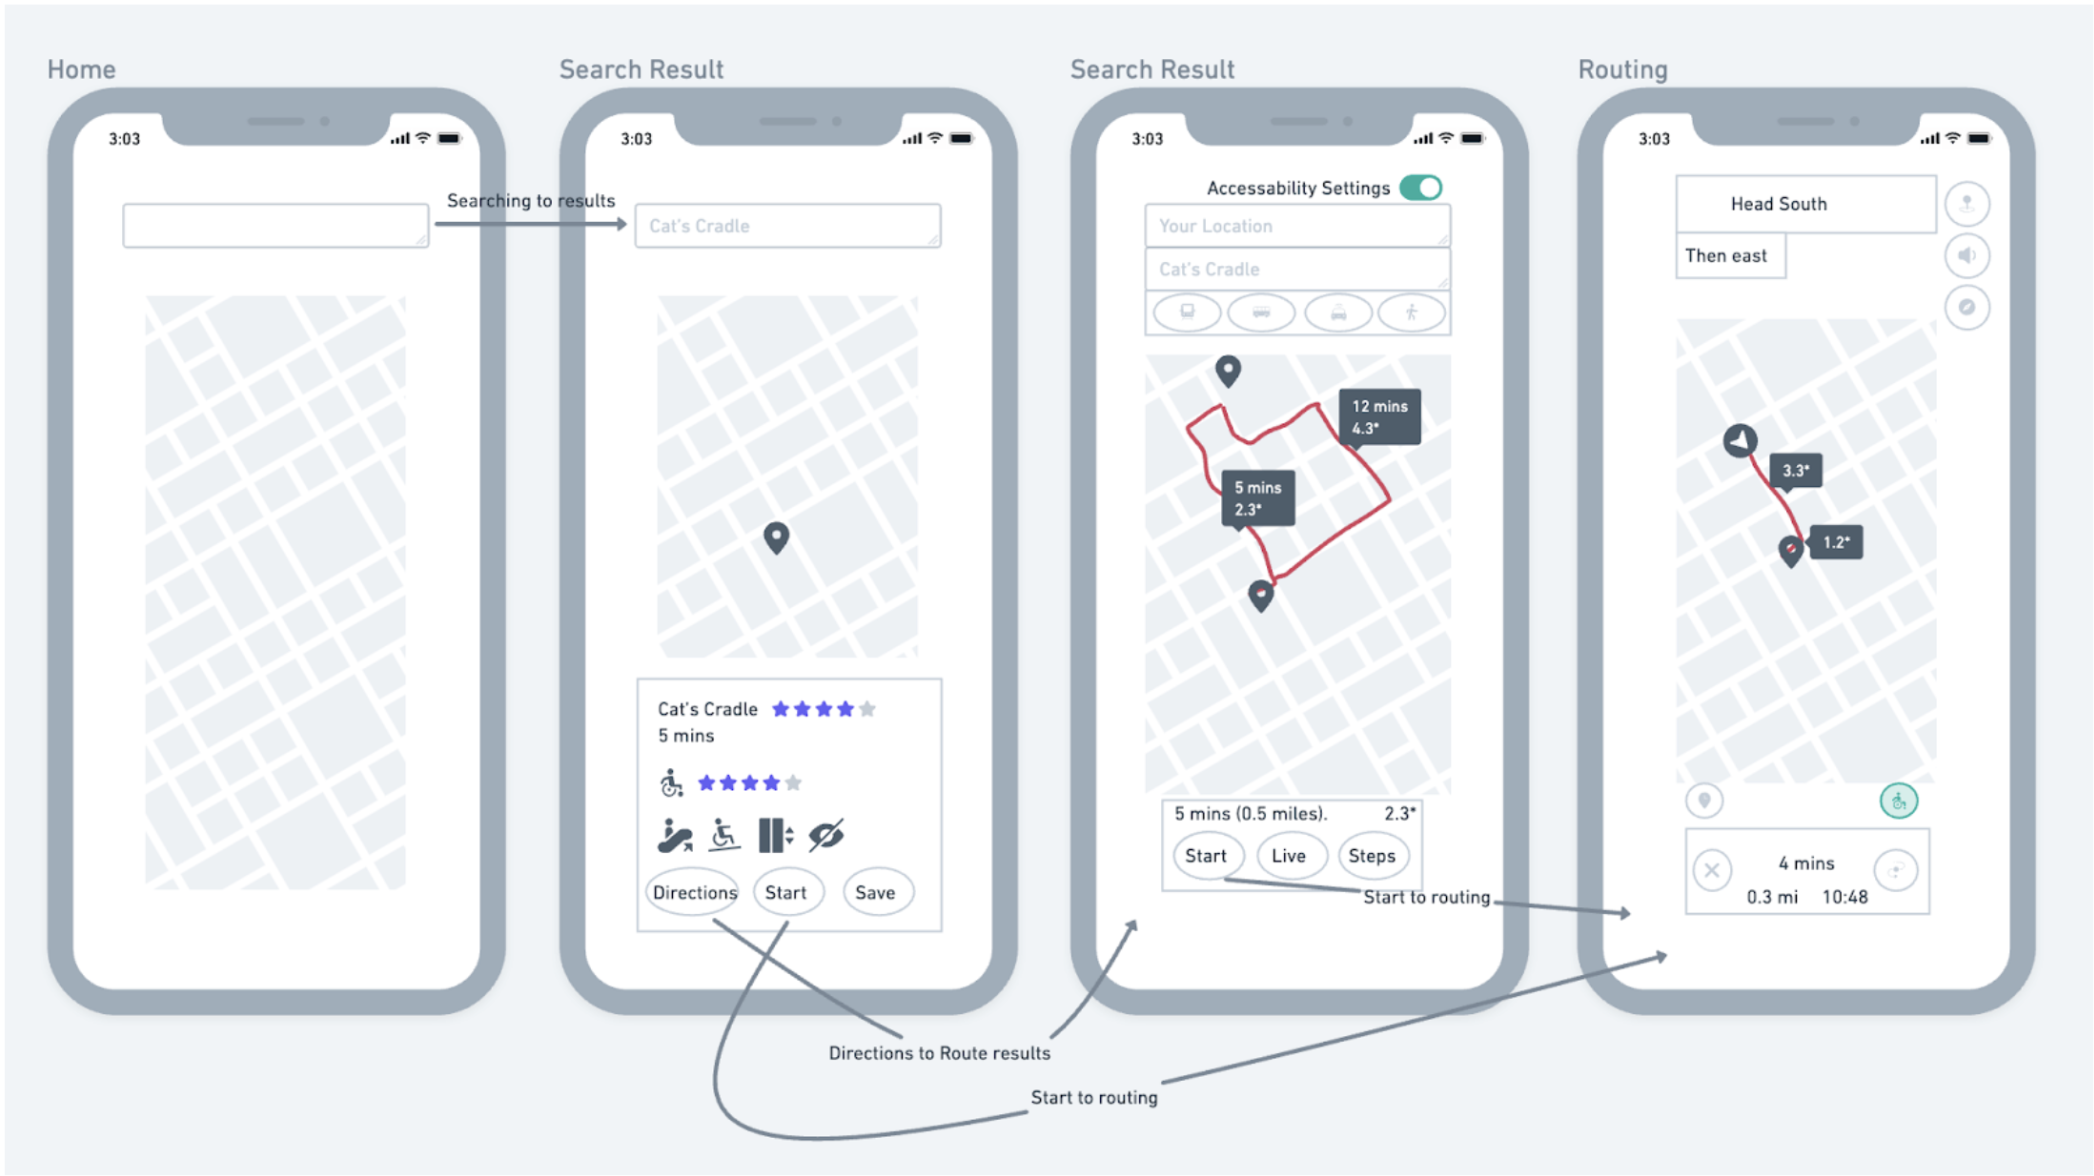 Home
3:03
Searching to results
Search Result
3:03
Cat's Cradle
Cat's Cradle
5 mins
Directions
Start
Save
Directions to Route results
Start to routing
Search Result
3:03
Accessability Settings
Your Location
Cat's Cradle
12 mins
4.3*
5 mins
2.3*
5 mins (0.5 miles). 2.3*
Start
Live
Steps
Start to routing
Routing
3:03
Head South
Then east
3.3*
1.2*
4 mins
0.3 mi 10:48